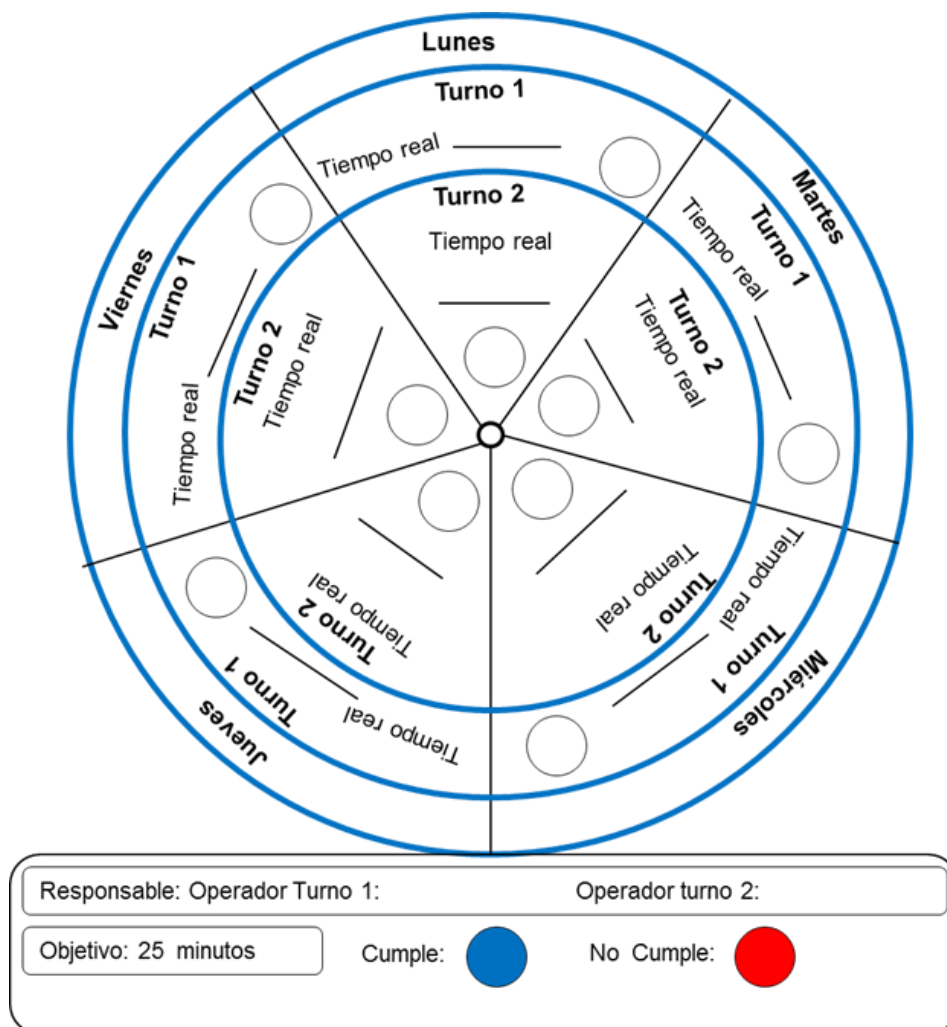 Lunes
Turno 1
Tiempo real
Turno 2
Tiempo real
Martes
Turno 1
Tiempo real
Turno 2
Tiempo real
Miércoles
Turno 1
Tiempo real
Turno 2
Tiempo real
Jueves
Turno 1
Tiempo real
Turno 2
Tiempo real
Viernes
Turno 1
Tiempo real
Turno 2
Tiempo real
Responsable: Operador Turno 1: Operador turno 2:
Objetivo: 25 minutos Cumple: No Cumple: